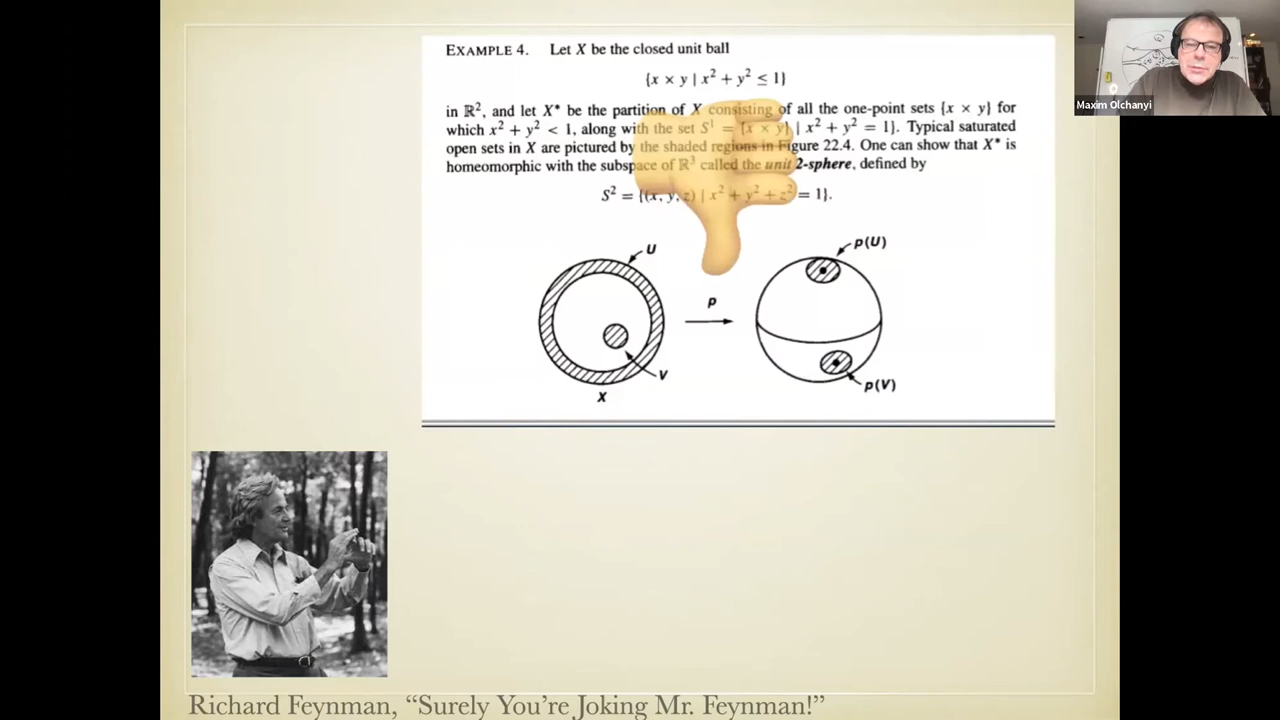 EXAMPLE 4. Let X be the closed unit ball
{x × y | x² + y² ≤ 1}
in ℝ², and let X* be the partition of X consisting of all the one-point sets {x × y} for
which x² + y² < 1, along with the set S¹ = {x × y} | x² + y² = 1}. Typical saturated
open sets in X are pictured by the shaded regions in Figure 22.4. One can show that X* is
homeomorphic with the subspace of ℝ³ called the unit 2-sphere, defined by
S² = {(x, y, z) | x² + y² + z² = 1}.
U
p(U)
p
V
p(V)
X
Maxim Olchanyi
Richard Feynman, “Surely You’re Joking Mr. Feynman!”